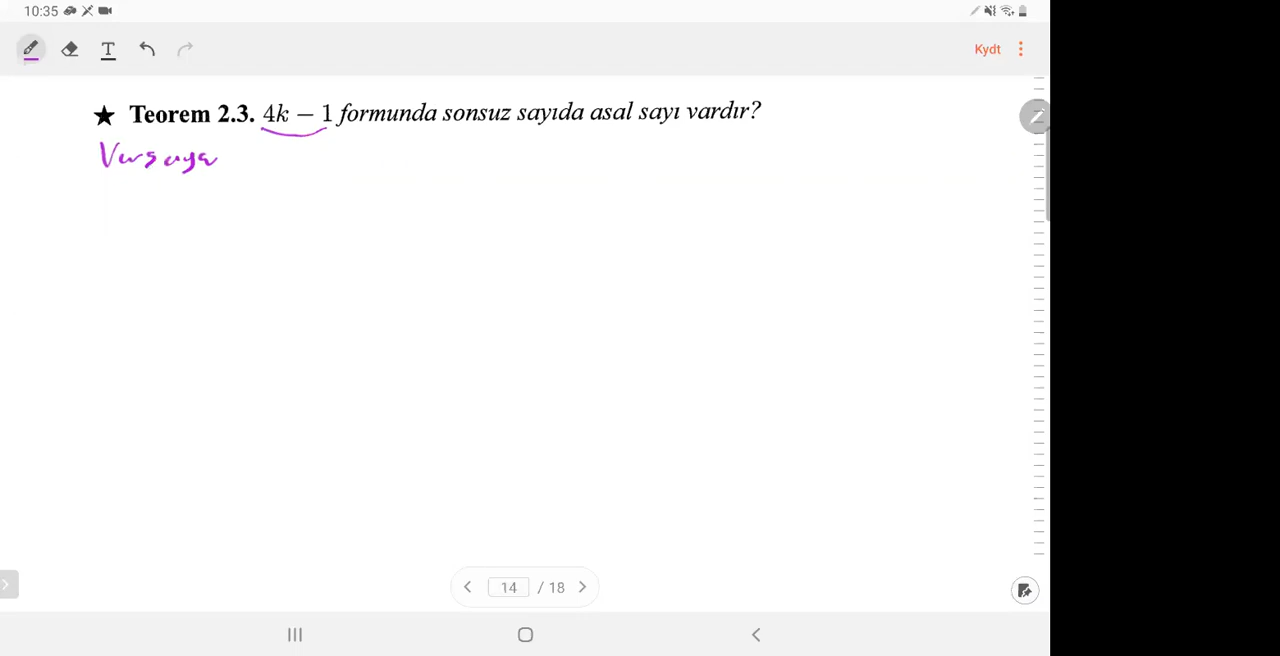 10:35
T
Kydt
★ Teorem 2.3. 4k − 1 formunda sonsuz sayıda asal sayı vardır?
Varsaya
14 / 18